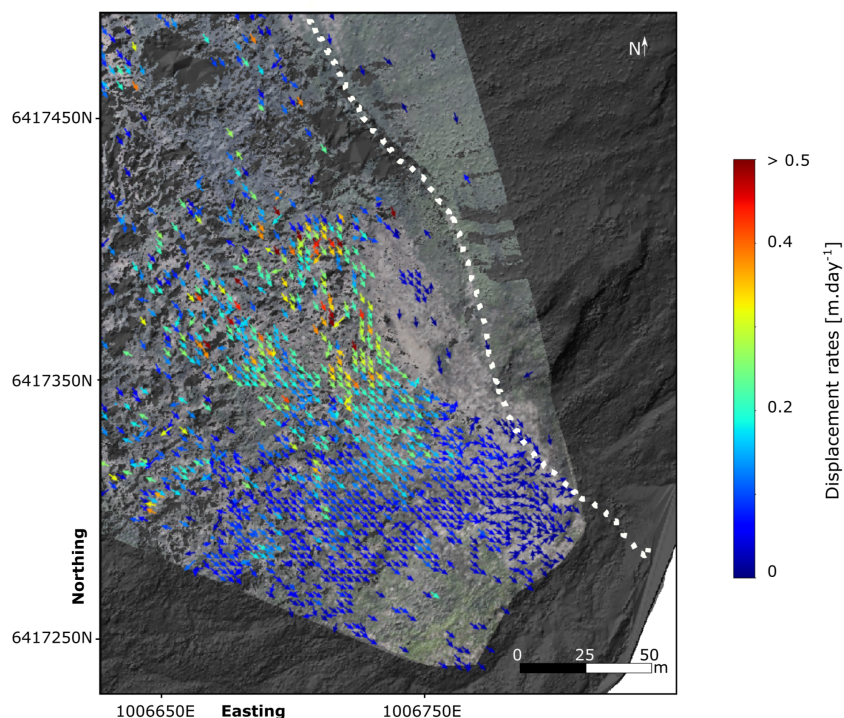 N
6417450N
6417350N
6417250N
Northing
1006650E
Easting
1006750E
0
25
50
m
> 0.5
0.4
0.2
0
Displacement rates [m.day-1]